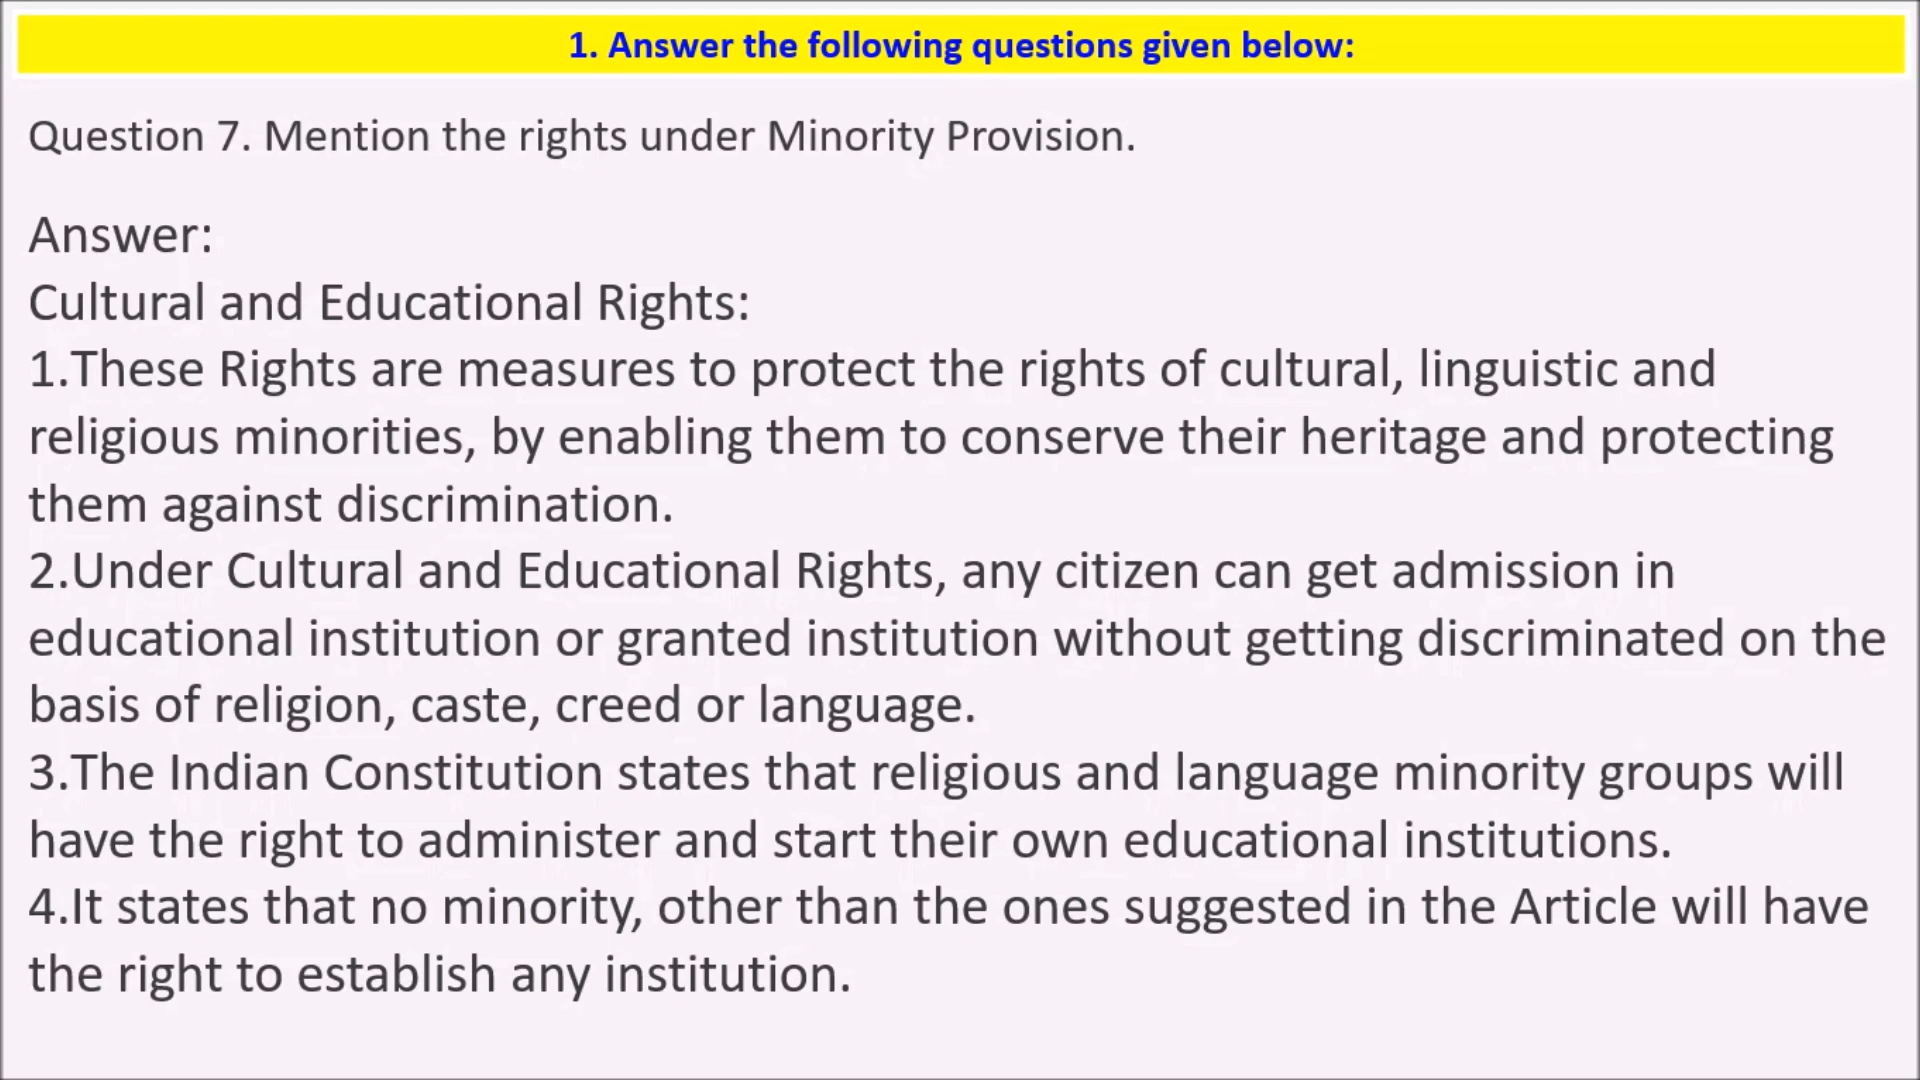 1. Answer the following questions given below:
Question 7. Mention the rights under Minority Provision.
Answer:
Cultural and Educational Rights:
1.These Rights are measures to protect the rights of cultural, linguistic and
religious minorities, by enabling them to conserve their heritage and protecting
them against discrimination.
2.Under Cultural and Educational Rights, any citizen can get admission in
educational institution or granted institution without getting discriminated on the
basis of religion, caste, creed or language.
3.The Indian Constitution states that religious and language minority groups will
have the right to administer and start their own educational institutions.
4.It states that no minority, other than the ones suggested in the Article will have
the right to establish any institution.